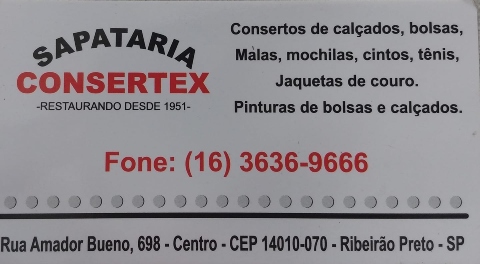 SAPATARIA
CONSERTEX
-RESTAURANDO DESDE 1951-
Consertos de calçados, bolsas,
Malas, mochilas, cintos, tênis,
Jaquetas de couro.
Pinturas de bolsas e calçados.
Fone: (16) 3636-9666
Rua Amador Bueno, 698 - Centro - CEP 14010-070 - Ribeirão Preto - SP